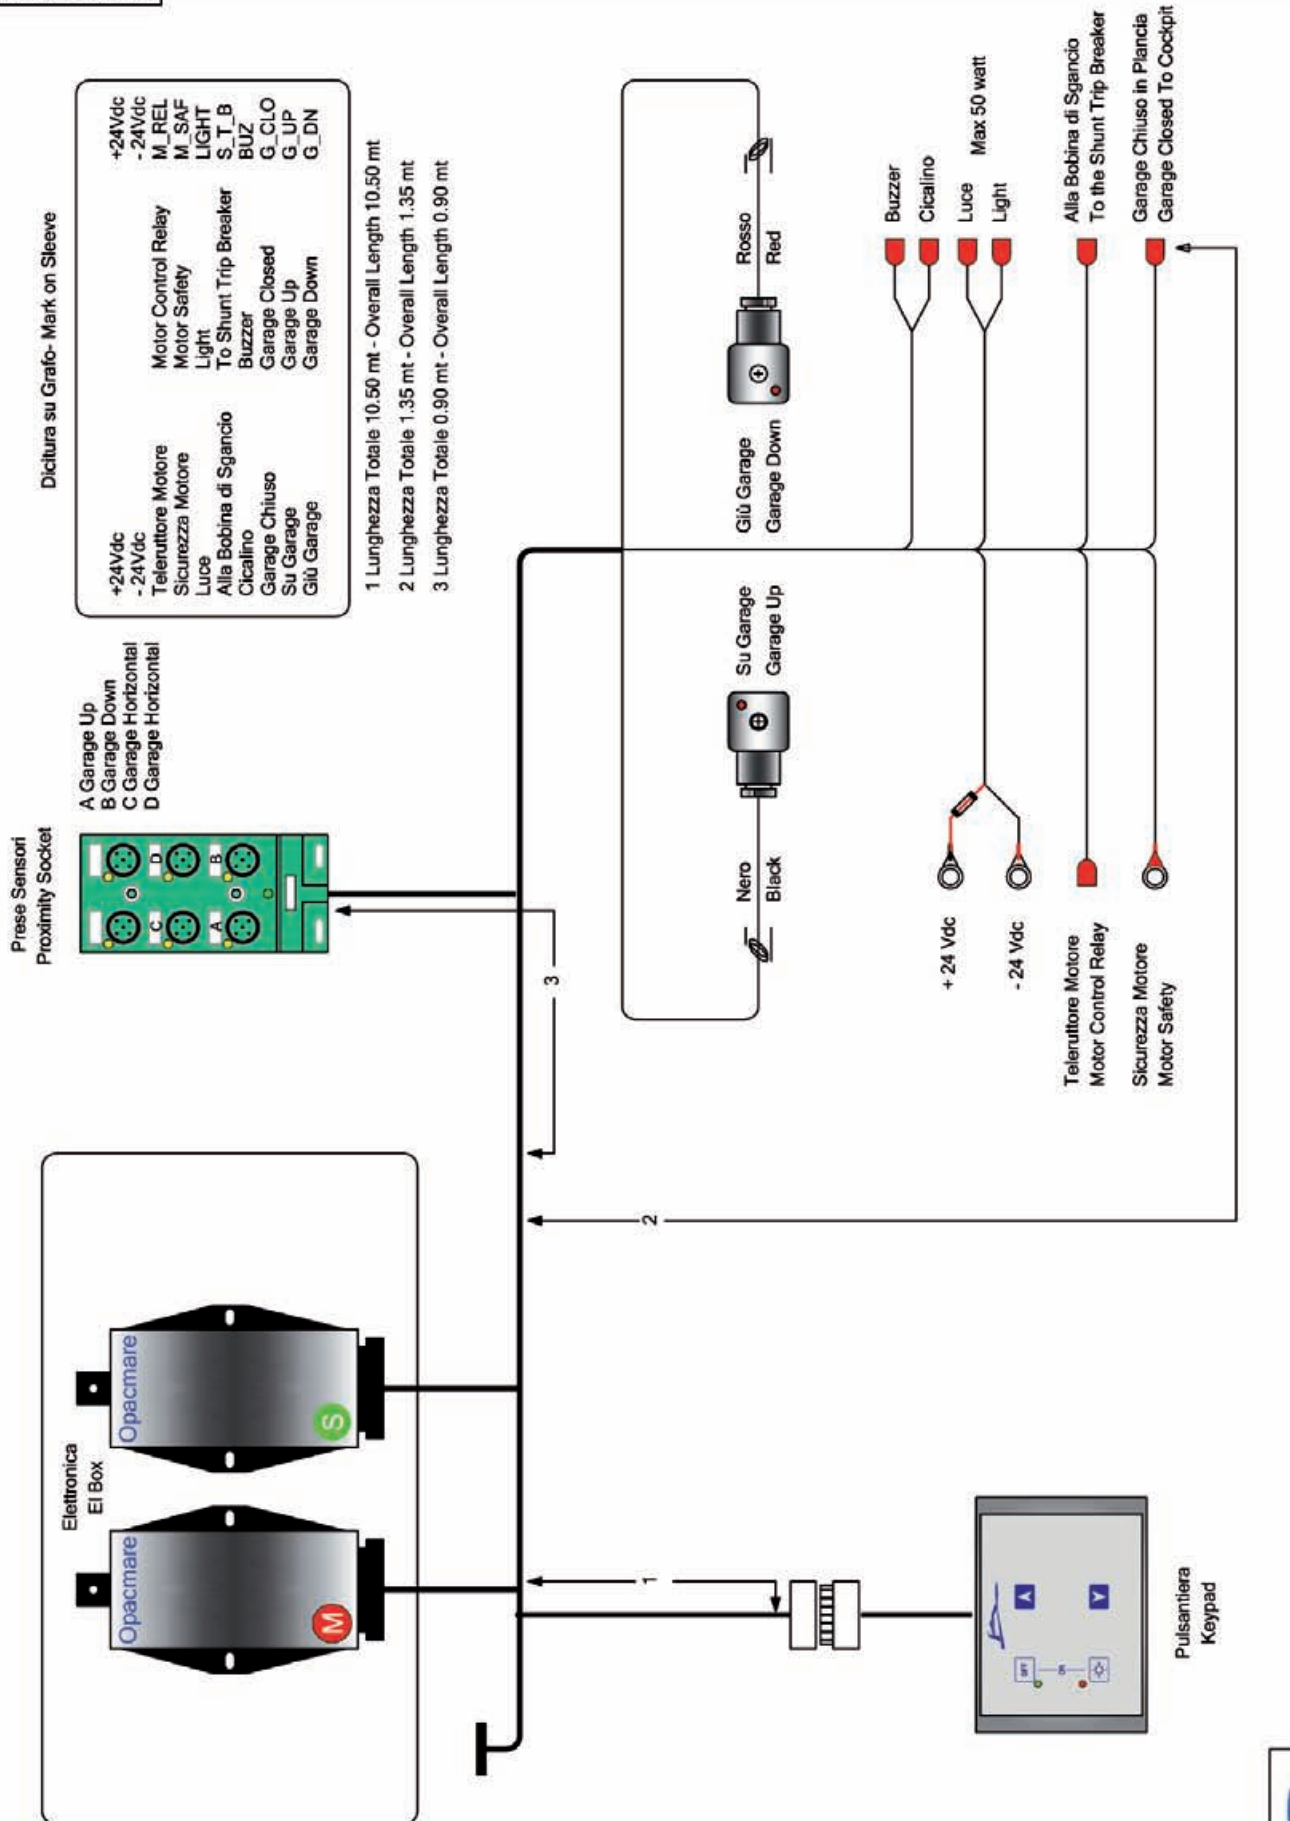 Dicitura su Grafo- Mark on Sleeve
+24Vdc +24Vdc
-24Vdc -24Vdc
Teleruttore Motore Motor Control Relay M_REL
Sicurezza Motore Motor Safety M_SAF
Luce Light LIGHT
Alla Bobina di Sgancio To Shunt Trip Breaker S_T_B
Cicalino Buzzer BUZ
Garage Chiuso Garage Closed G_CLO
Su Garage Garage Up G_UP
Giù Garage Garage Down G_DN
1 Lunghezza Totale 10.50 mt - Overall Length 10.50 mt
2 Lunghezza Totale 1.35 mt - Overall Length 1.35 mt
3 Lunghezza Totale 0.90 mt - Overall Length 0.90 mt
Prese Sensori
Proximity Socket
A Garage Up
B Garage Down
C Garage Horizontal
D Garage Horizontal
C D
A B
Elettronica
El Box
Opacmare
M
Opacmare
S
3
2
1
Nero
Black
Su Garage
Garage Up
Giù Garage
Garage Down
Rosso
Red
+ 24 Vdc
- 24 Vdc
Teleruttore Motore
Motor Control Relay
Sicurezza Motore
Motor Safety
Buzzer
Cicalino
Luce
Light
Max 50 watt
Alla Bobina di Sgancio
To the Shunt Trip Breaker
Garage Chiuso in Plancia
Garage Closed To Cockpit
OFF
Pulsantiera
Keypad